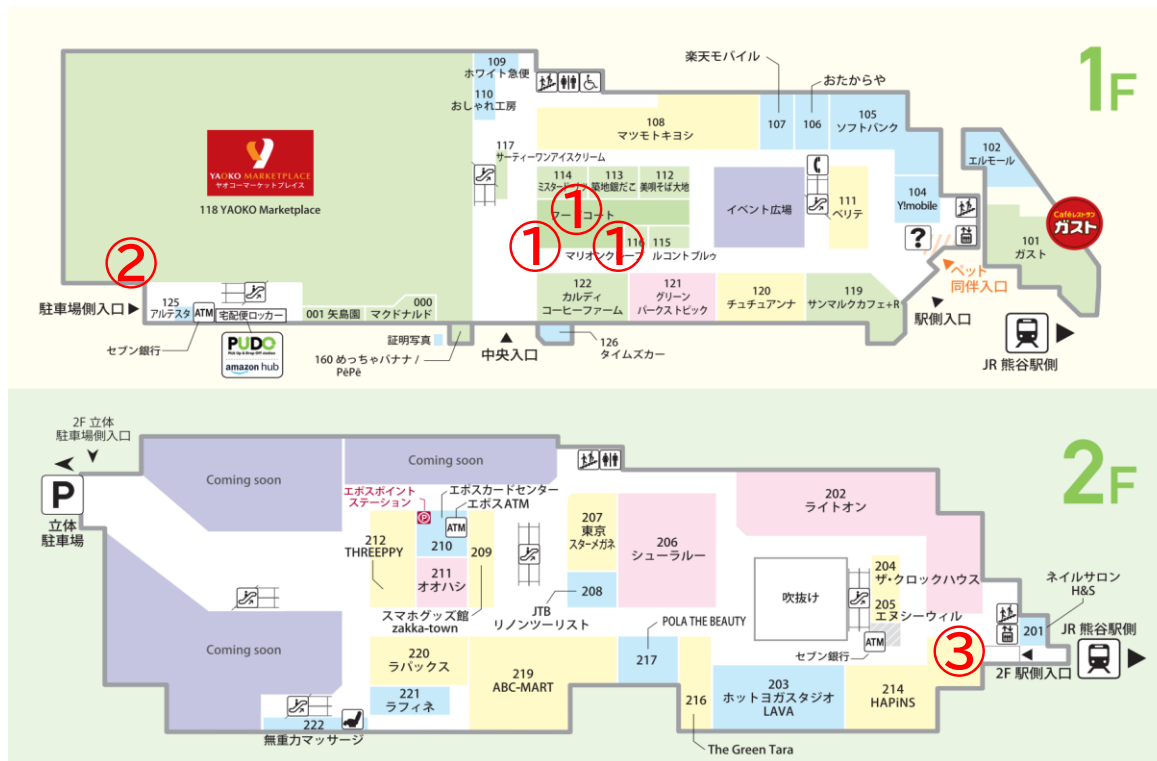 1F
109
ホワイト急便
110
おしゃれ工房
楽天モバイル
おたからや
108
マツモトキヨシ
107
106
105
ソフトバンク
102
エルモール
117
サーティーワンアイスクリーム
YAOKO MARKETPLACE
ヤオコーマーケットプレイス
118 YAOKO Marketplace
114
113
築地銀だこ
112
美唄そば大地
①
イベント広場
111
ベリテ
104
Y!mobile
?
Caféレストラン
ガスト
101
ガスト
①
①
116
115
ルコントブルゥ
ペット
同伴入口
②
駐車場側入口
125
アルテスタ
ATM
宅配便ロッカー
セブン銀行
PUDO
Pick Up & Drop Off station
amazon hub
001 矢島園
000
マクドナルド
証明写真
160 めっちゃバナナ /
PēPē
中央入口
122
カルディ
コーヒーファーム
121
グリーン
パークストピック
120
チュチュアンナ
119
サンマルクカフェ+R
126
タイムズカー
駅側入口
JR 熊谷駅側
2F
2F 立体
駐車場側入口
P
立体
駐車場
Coming soon
Coming soon
Coming soon
エポスポイント
ステーション
エポスカードセンター
エポスATM
ATM
210
212
THREEPPY
211
オオハシ
209
スマホグッズ館
zakka-town
207
東京
スターメガネ
208
JTB
リノンツーリスト
206
シューラルー
202
ライトオン
吹抜け
204
ザ・クロックハウス
205
エヌシーウィル
ATM
セブン銀行
ネイルサロン
H&S
201
JR 熊谷駅側
2F 駅側入口
③
POLA THE BEAUTY
217
220
ラパックス
221
ラフィネ
222
無重力マッサージ
219
ABC-MART
216
The Green Tara
203
ホットヨガスタジオ
LAVA
214
HAPiNS